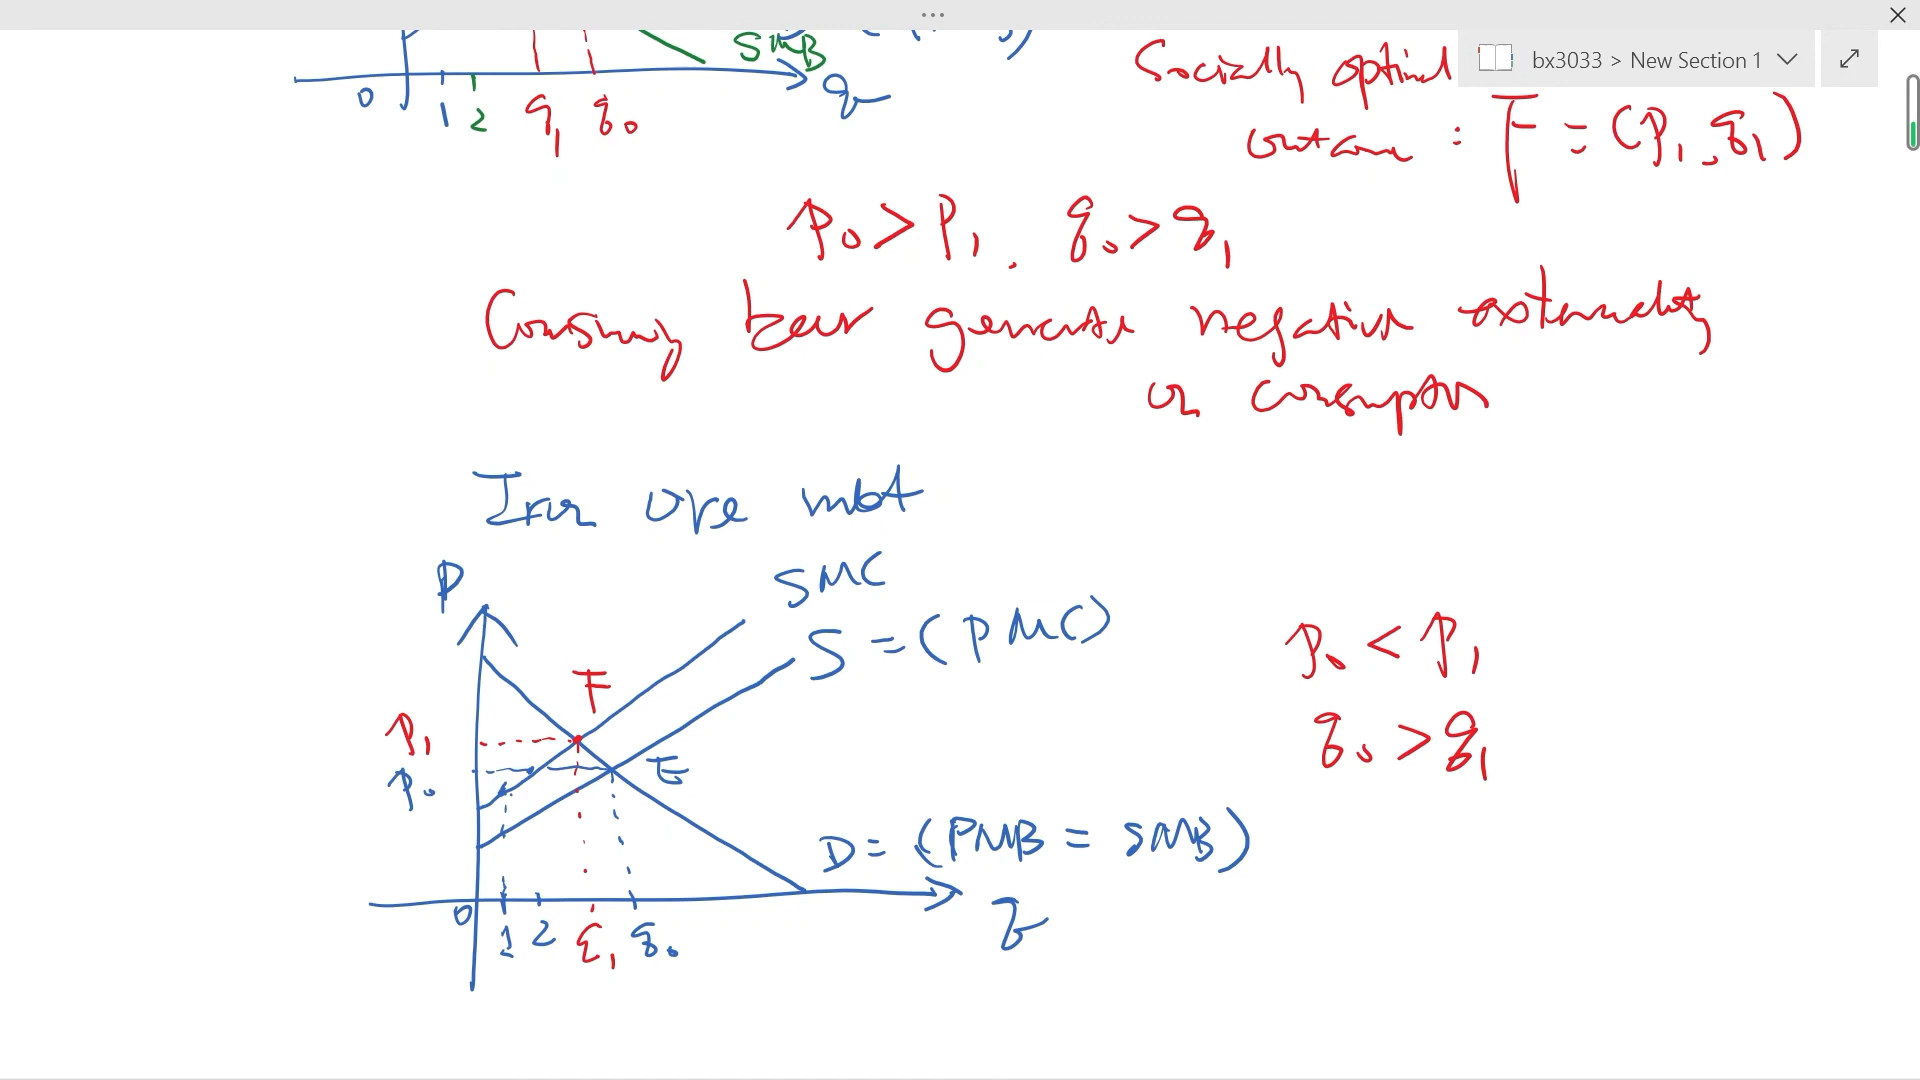 SMB
q
0
1
2
q₁ q₀
Socially optimal
bx3033 > New Section 1
outcome : F = (P₁, q₁)
P₀ > P₁, q₀ > q₁
Consuming beer generate negative externality
on consumption
Iron ore mkt
P
SMC
S = (PMC)
F
P₁
P₀
E
D = (PMB = SMB)
0
1 2 q₁ q₀
q
P₀ < P₁
q₀ > q₁